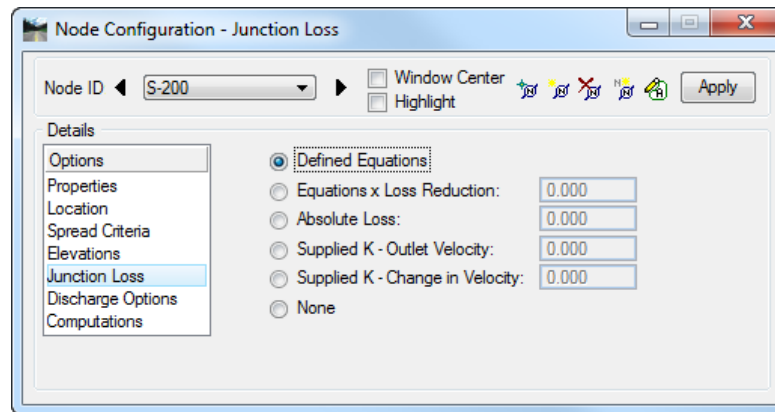 Node Configuration - Junction Loss
Node ID S-200 Window Center Apply
Highlight
Details
Options
Properties
Location
Spread Criteria
Elevations
Junction Loss
Discharge Options
Computations
Defined Equations
Equations x Loss Reduction: 0.000
Absolute Loss: 0.000
Supplied K - Outlet Velocity: 0.000
Supplied K - Change in Velocity: 0.000
None